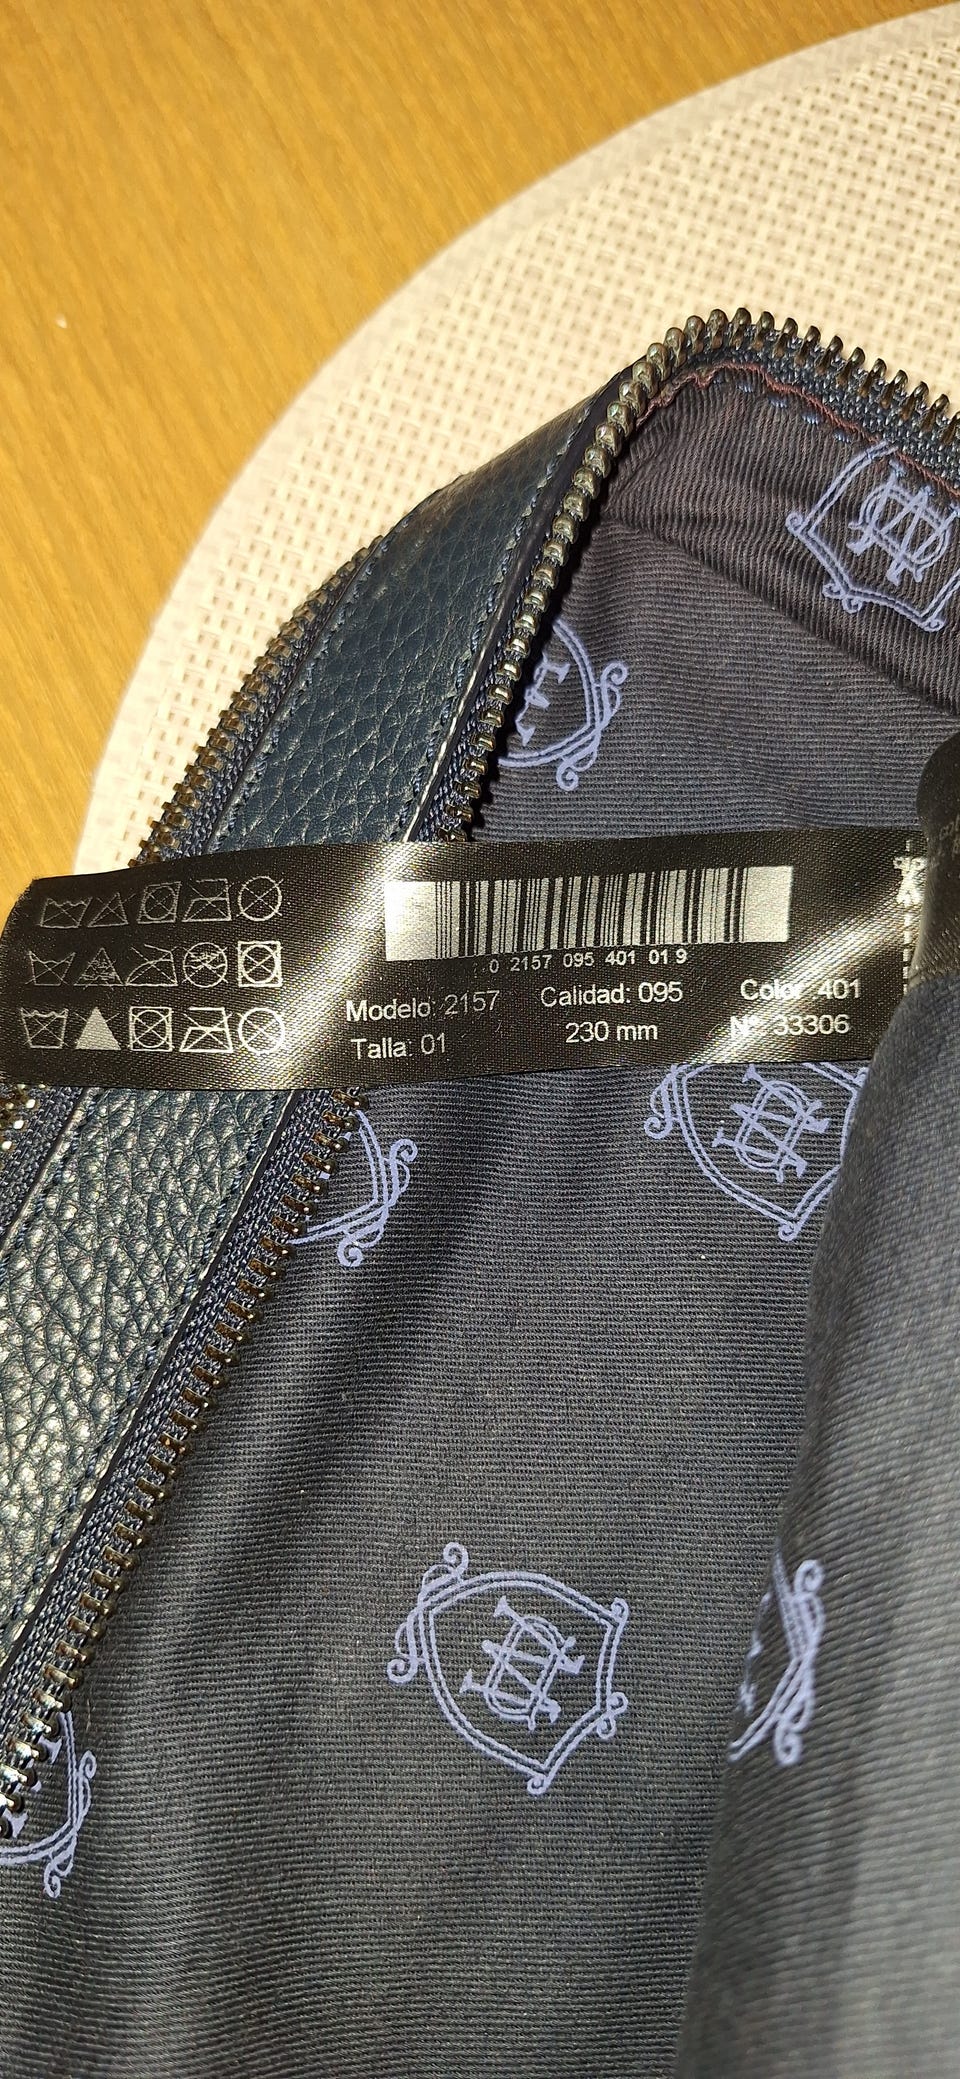 0 2157 095 401 01 9
Modelo: 2157 Calidad: 095 Color: 401
Talla: 01 230 mm Nº: 33306